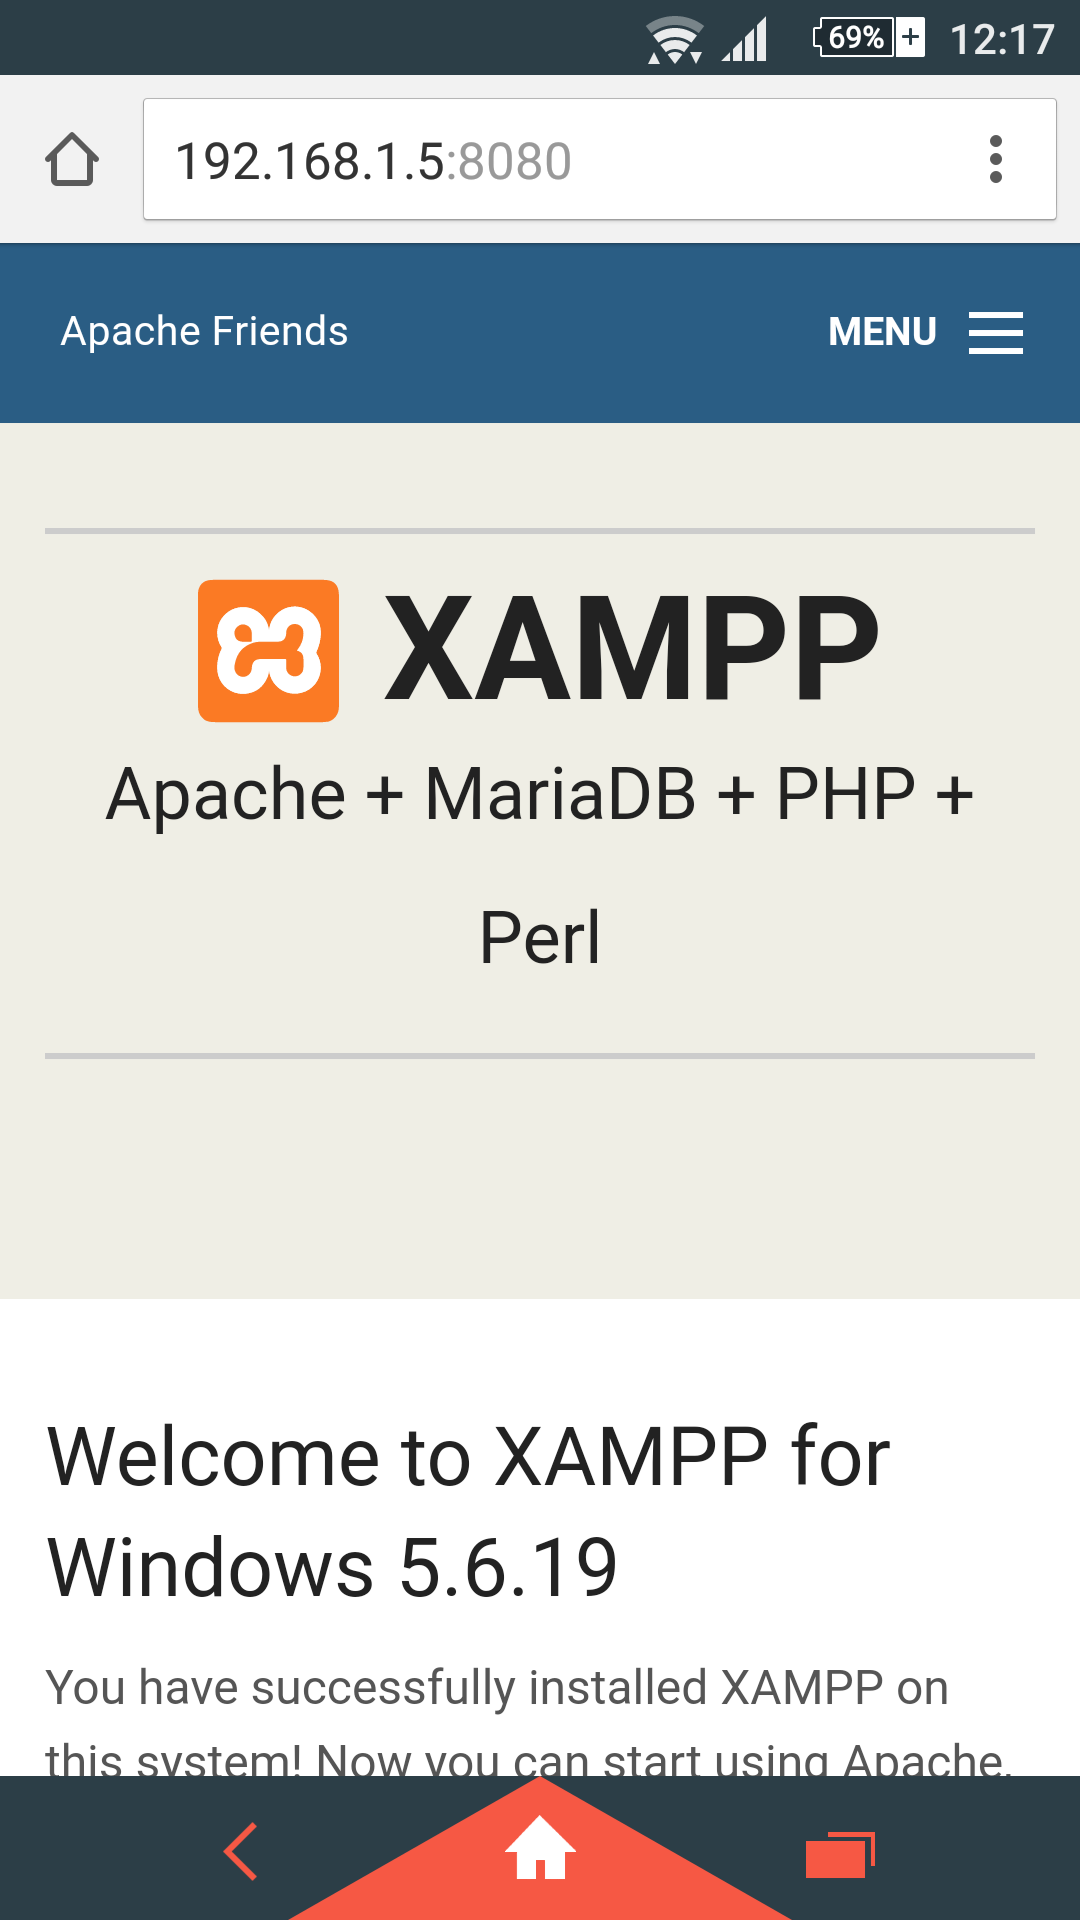 69%
12:17
192.168.1.5:8080
Apache Friends
MENU
XAMPP
Apache + MariaDB + PHP +
Perl
Welcome to XAMPP for
Windows 5.6.19
You have successfully installed XAMPP on
this system! Now you can start using Apache,